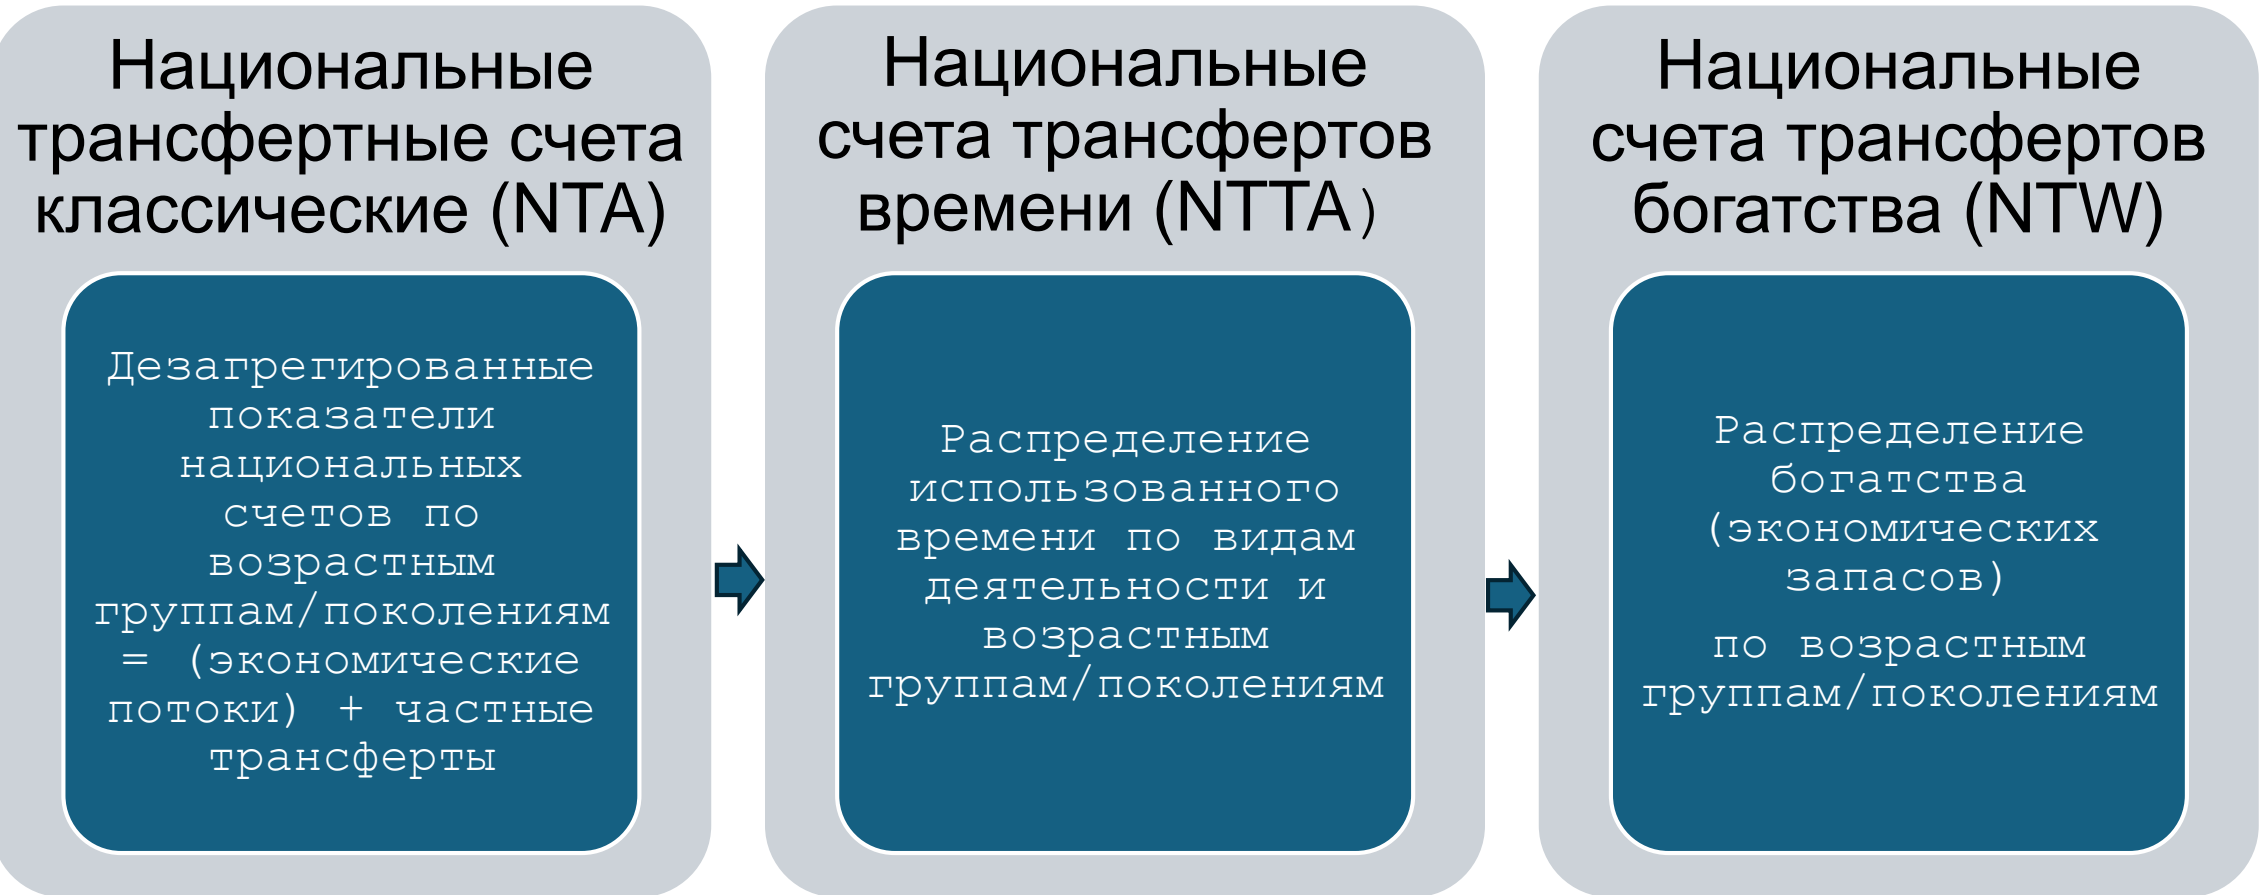 Национальные
трансфертные счета
классические (NTA)
Дезагрегированные
показатели
национальных
счетов по
возрастным
группам/поколениям
= (экономические
потоки) + частные
трансферты
Национальные
счета трансфертов
времени (NTTA)
Распределение
использованного
времени по видам
деятельности и
возрастным
группам/поколениям
Национальные
счета трансфертов
богатства (NTW)
Распределение
богатства
(экономических
запасов)
по возрастным
группам/поколениям